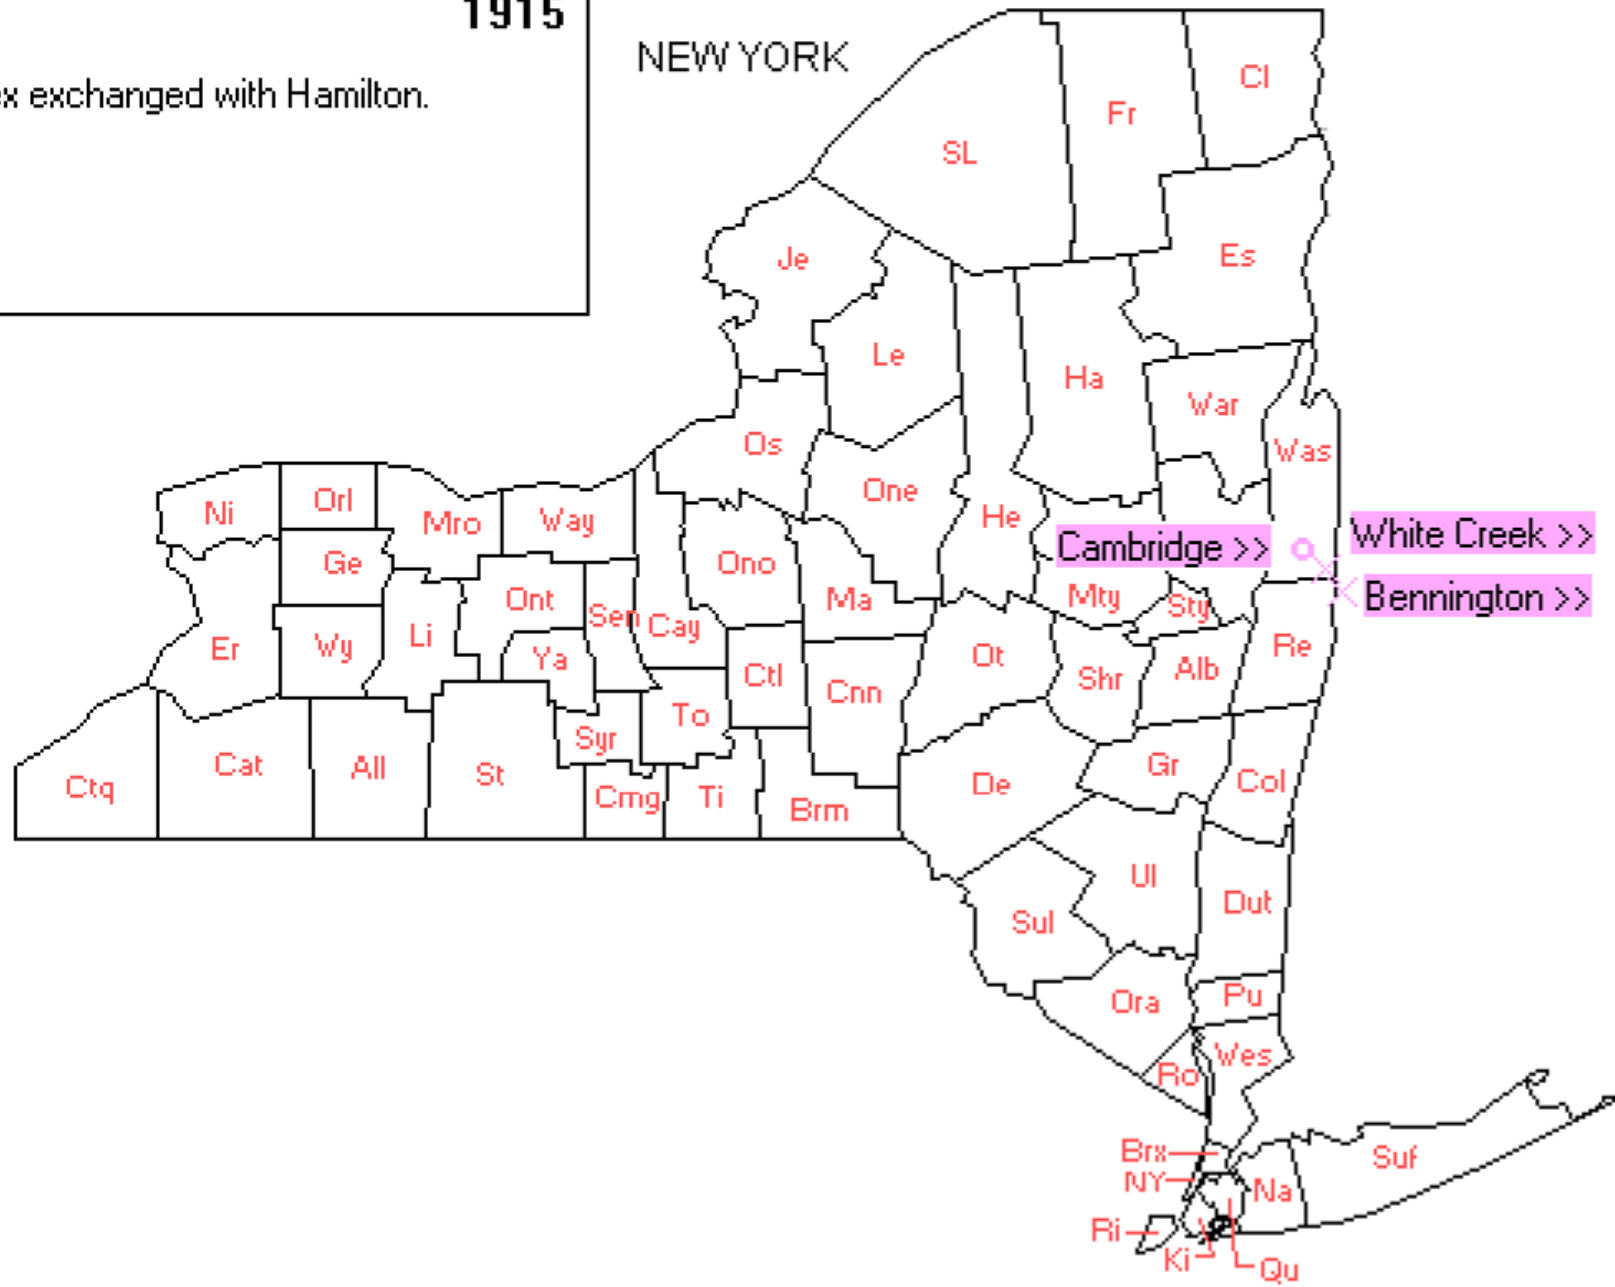 1915
NEW YORK
ex exchanged with Hamilton.
Cl
Fr
SL
Es
Je
Le
Ha
War
Os
Was
One
Orl
Ni
Mro
Way
He
White Creek >>
Cambridge >>
Ge
Ono
Bennington >>
Ont
Ma
Mty
Sty
Sen
Cay
Li
Wy
Er
Ya
Ot
Re
Alb
Ctl
Shr
Cnn
To
Syr
Gr
Cat
All
St
Col
De
Ctq
Cmg
Ti
Brm
Ul
Dut
Sul
Pu
Ora
Wes
Ro
Brx
Suf
NY
Na
Ri
Ki
Qu